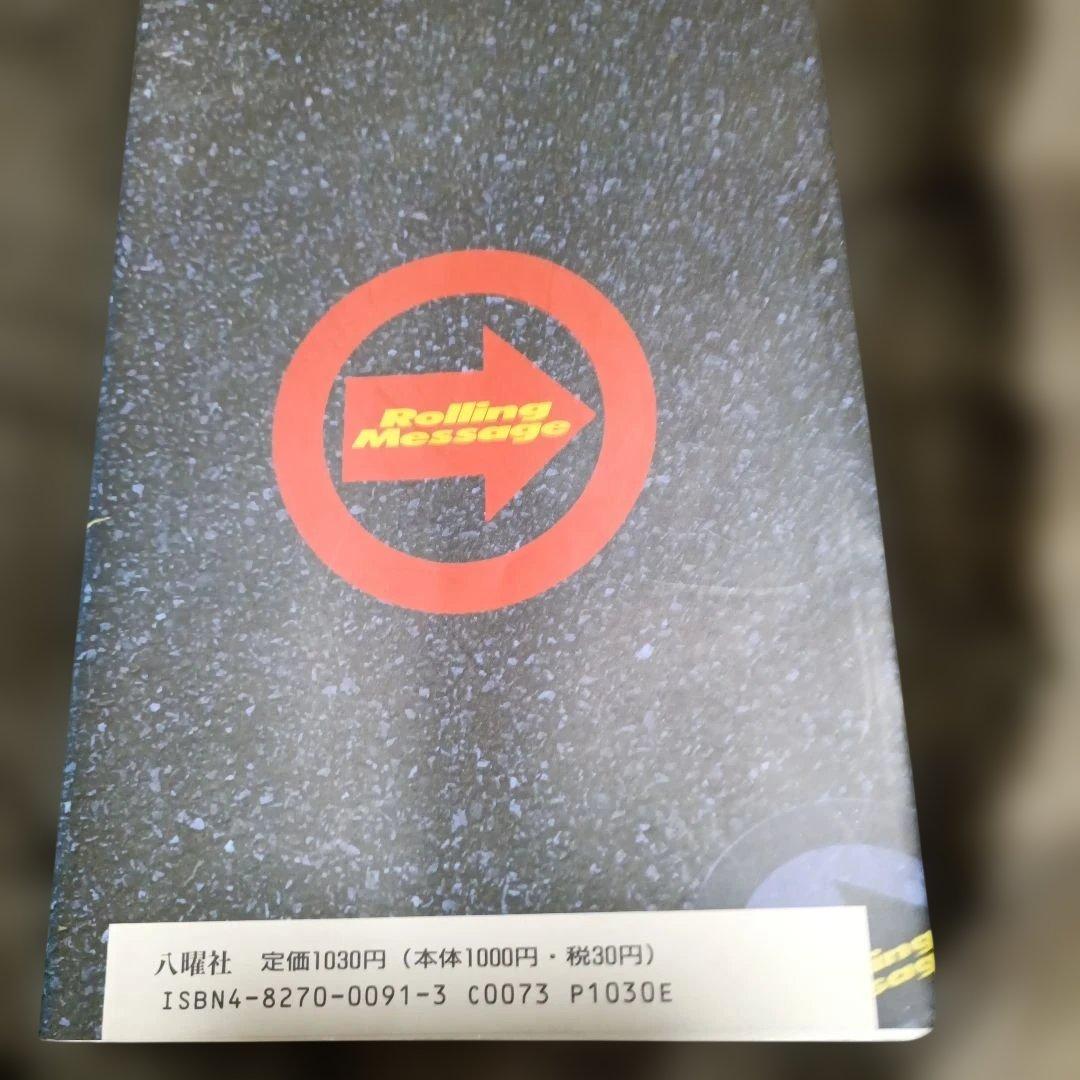 Rolling
Message
八曜社 定価1030円（本体1000円・税30円）
ISBN4-8270-0091-3 C0073 P1030E